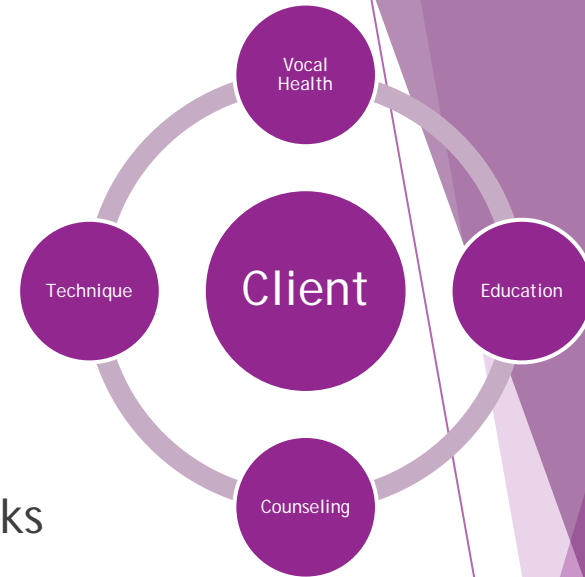 Vocal
Health
Technique
Client
Education
Counseling
ks